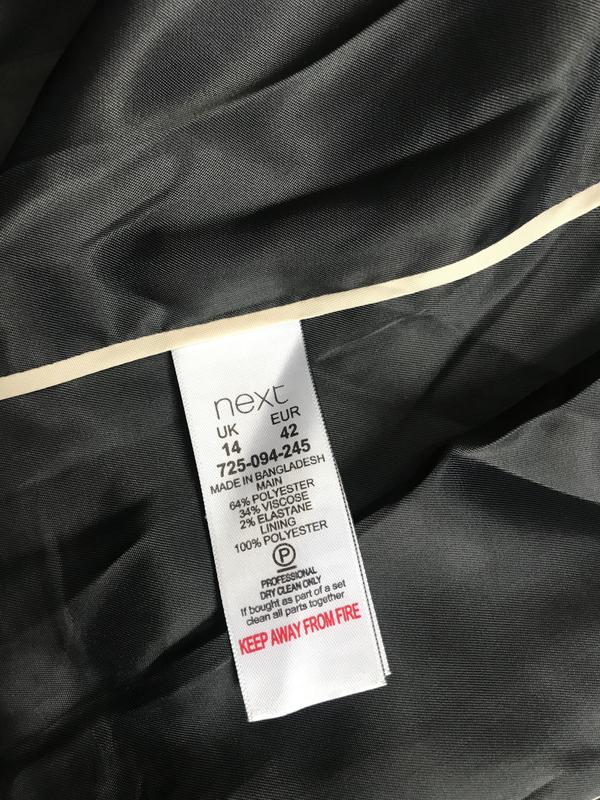 next
UK EUR
14 42
725-094-245
MADE IN BANGLADESH
MAIN
64% POLYESTER
34% VISCOSE
2% ELASTANE
LINING
100% POLYESTER
P
PROFESSIONAL
DRY CLEAN ONLY
If bought as part of a set
clean all parts together
KEEP AWAY FROM FIRE